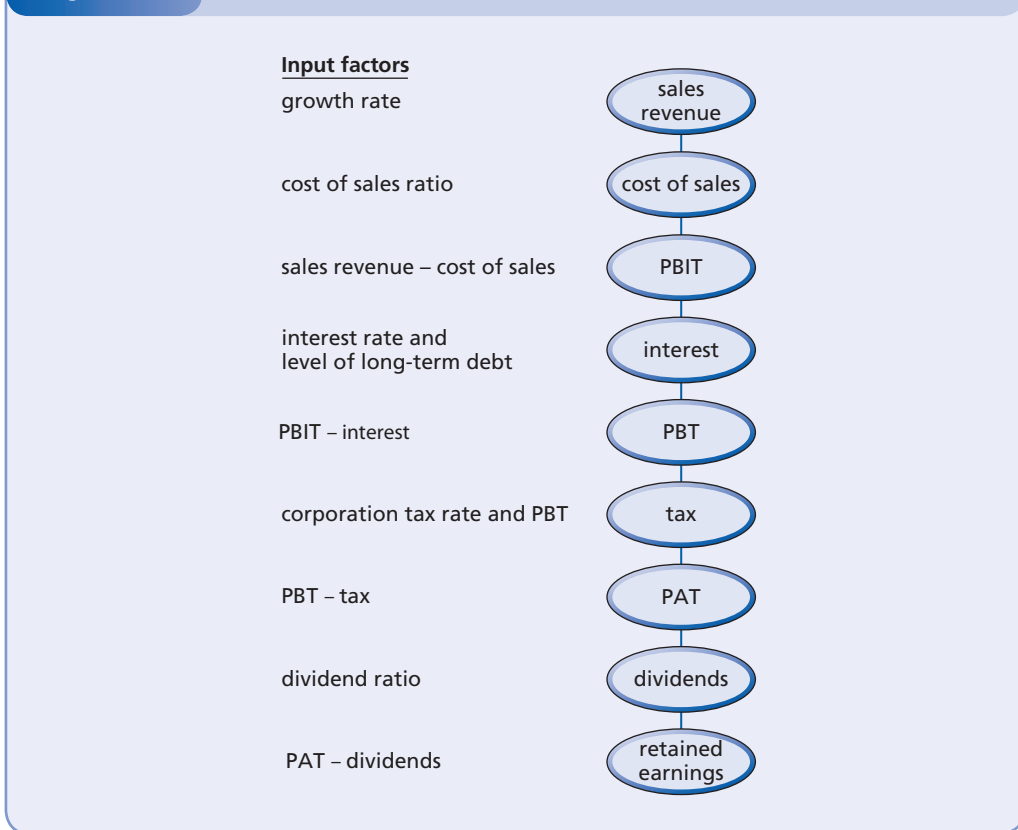 Input factors
growth rate
sales
revenue
cost of sales ratio
cost of sales
sales revenue – cost of sales
PBIT
interest rate and
level of long-term debt
interest
PBIT – interest
PBT
corporation tax rate and PBT
tax
PBT – tax
PAT
dividend ratio
dividends
PAT – dividends
retained
earnings